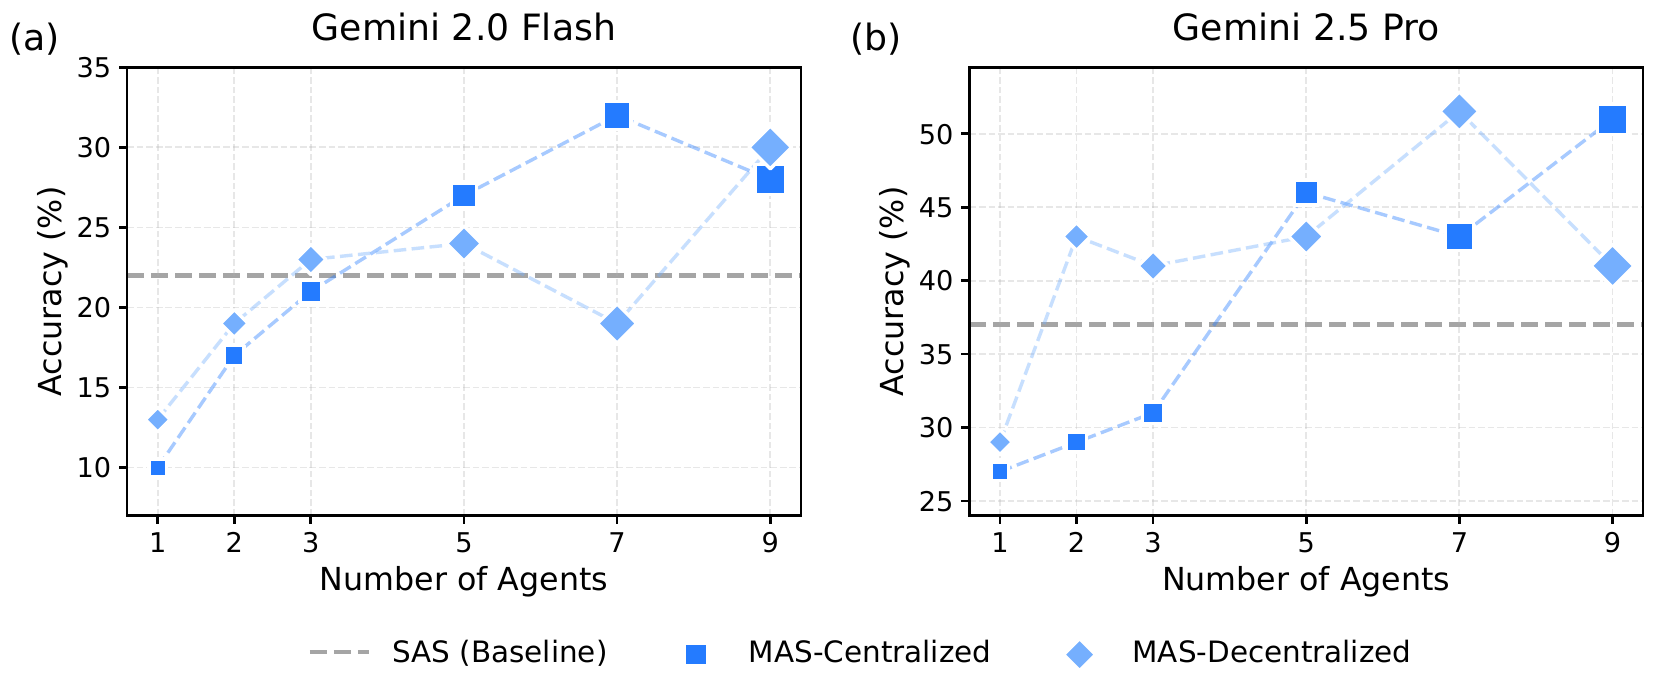 (a)
Gemini 2.0 Flash
35
30
25
20
15
10
Accuracy (%)
1 2 3 5 7 9
Number of Agents
(b)
Gemini 2.5 Pro
50
45
40
35
30
25
Accuracy (%)
1 2 3 5 7 9
Number of Agents
SAS (Baseline) MAS-Centralized MAS-Decentralized